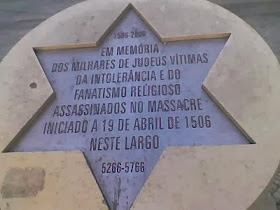 1506-2006
EM MEMÓRIA
DOS MILHARES DE JUDEUS VÍTIMAS
DA INTOLERÂNCIA E DO
FANATISMO RELIGIOSO
ASSASSINADOS NO MASSACRE
INICIADO A 19 DE ABRIL DE 1506
NESTE LARGO
5266-5766